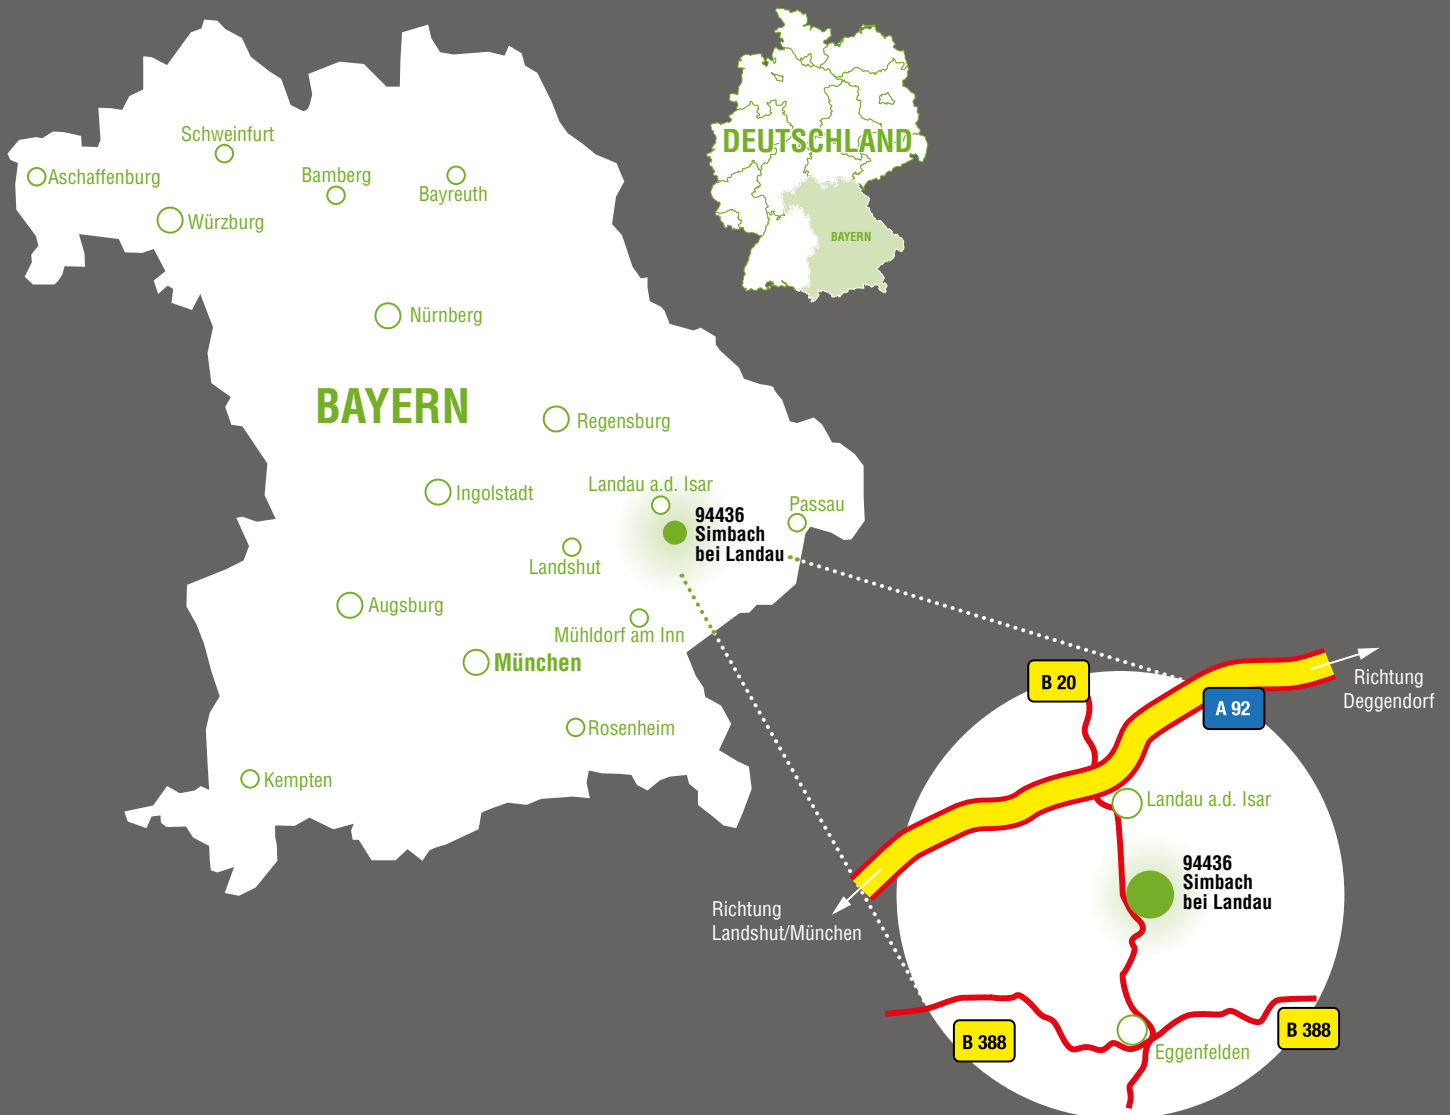 DEUTSCHLAND
BAYERN
Schweinfurt
Aschaffenburg
Bamberg
Bayreuth
Würzburg
Nürnberg
BAYERN
Regensburg
Ingolstadt
Landau a.d. Isar
Passau
94436
Simbach
bei Landau
Landshut
Augsburg
Mühldorf am Inn
München
Rosenheim
Kempten
B 20
A 92
Richtung
Deggendorf
Landau a.d. Isar
94436
Simbach
bei Landau
Richtung
Landshut/München
B 388
B 388
Eggenfelden